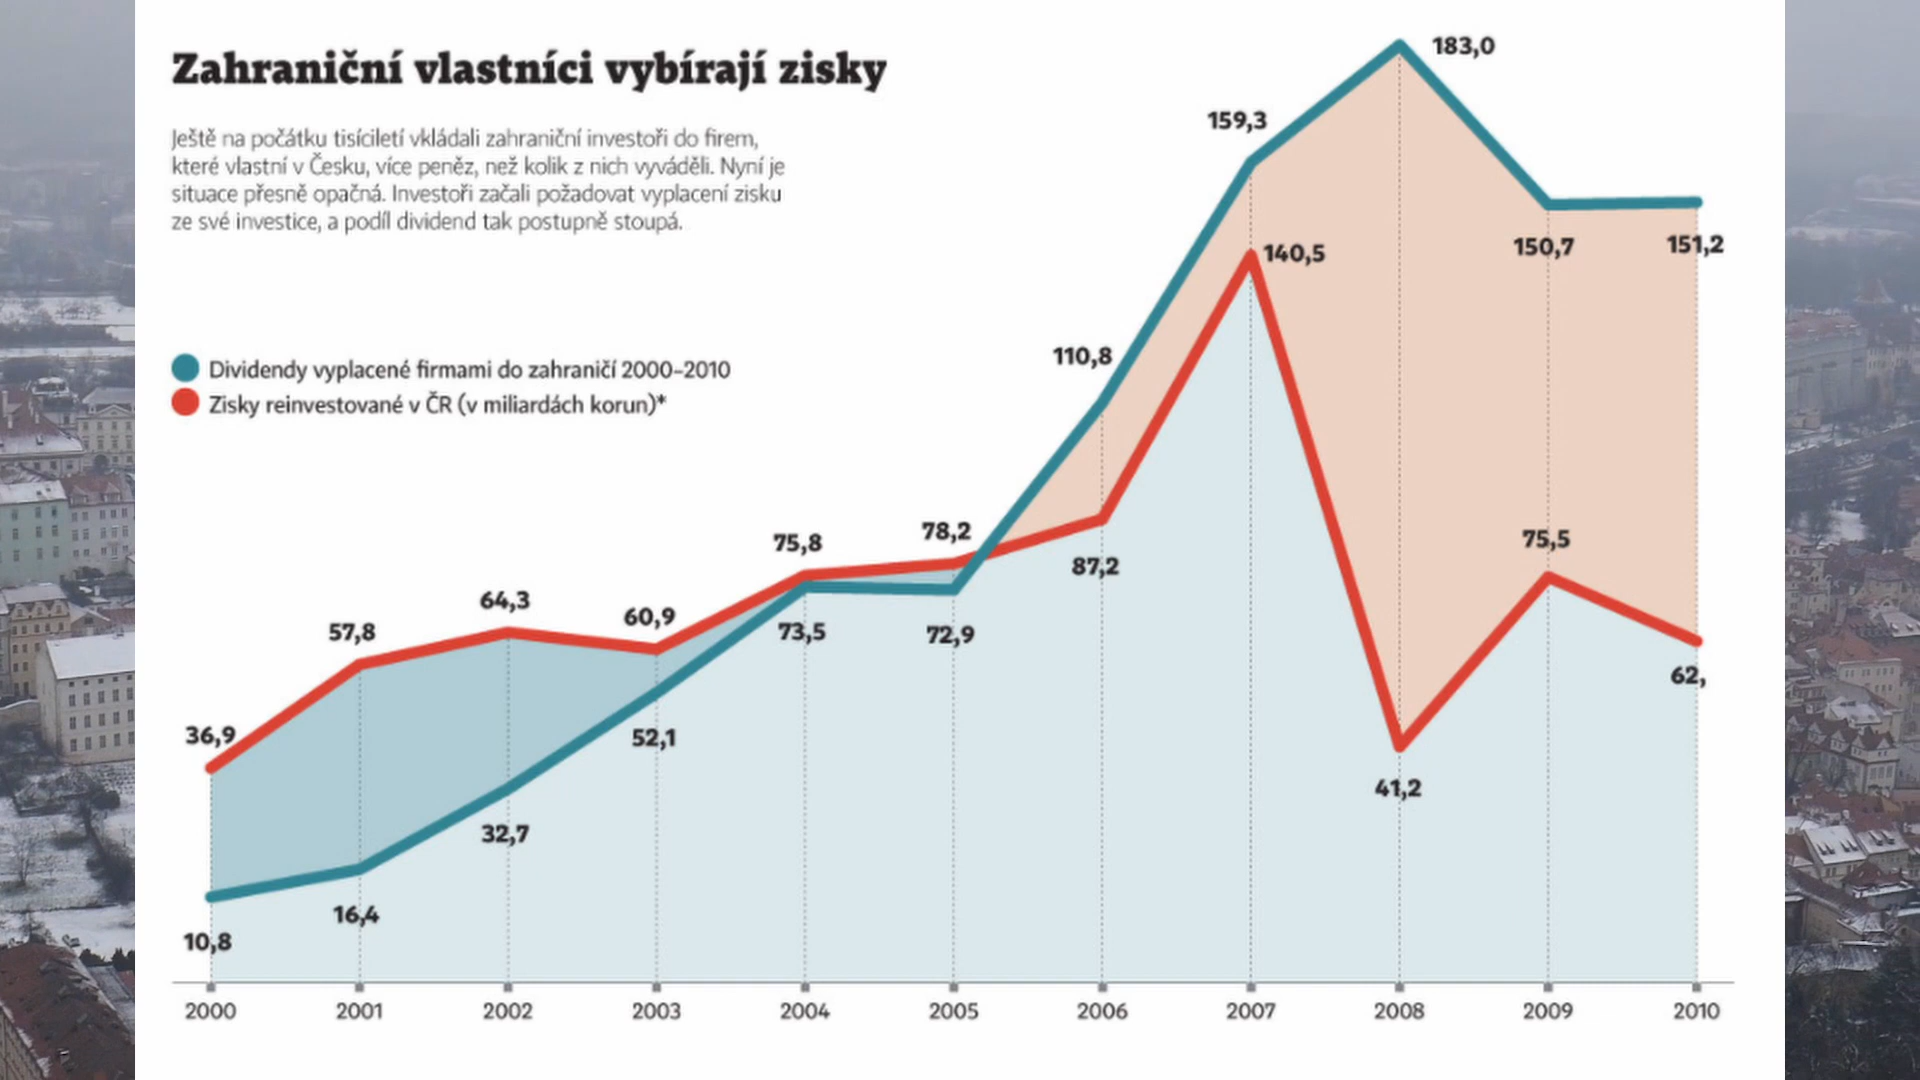 Zahraniční vlastníci vybírají zisky
Ještě na počátku tisíciletí vkládali zahraniční investoři do firem,
které vlastní v Česku, více peněz, než kolik z nich vyváděli. Nyní je
situace přesně opačná. Investoři začali požadovat vyplacení zisku
ze své investice, a podíl dividend tak postupně stoupá.
Dividendy vyplacené firmami do zahraničí 2000–2010
Zisky reinvestované v ČR (v miliardách korun)*
183,0
159,3
140,5
150,7
151,2
110,8
78,2
75,8
75,5
87,2
64,3
60,9
57,8
73,5
72,9
62,
36,9
52,1
41,2
32,7
16,4
10,8
2000 2001 2002 2003 2004 2005 2006 2007 2008 2009 2010